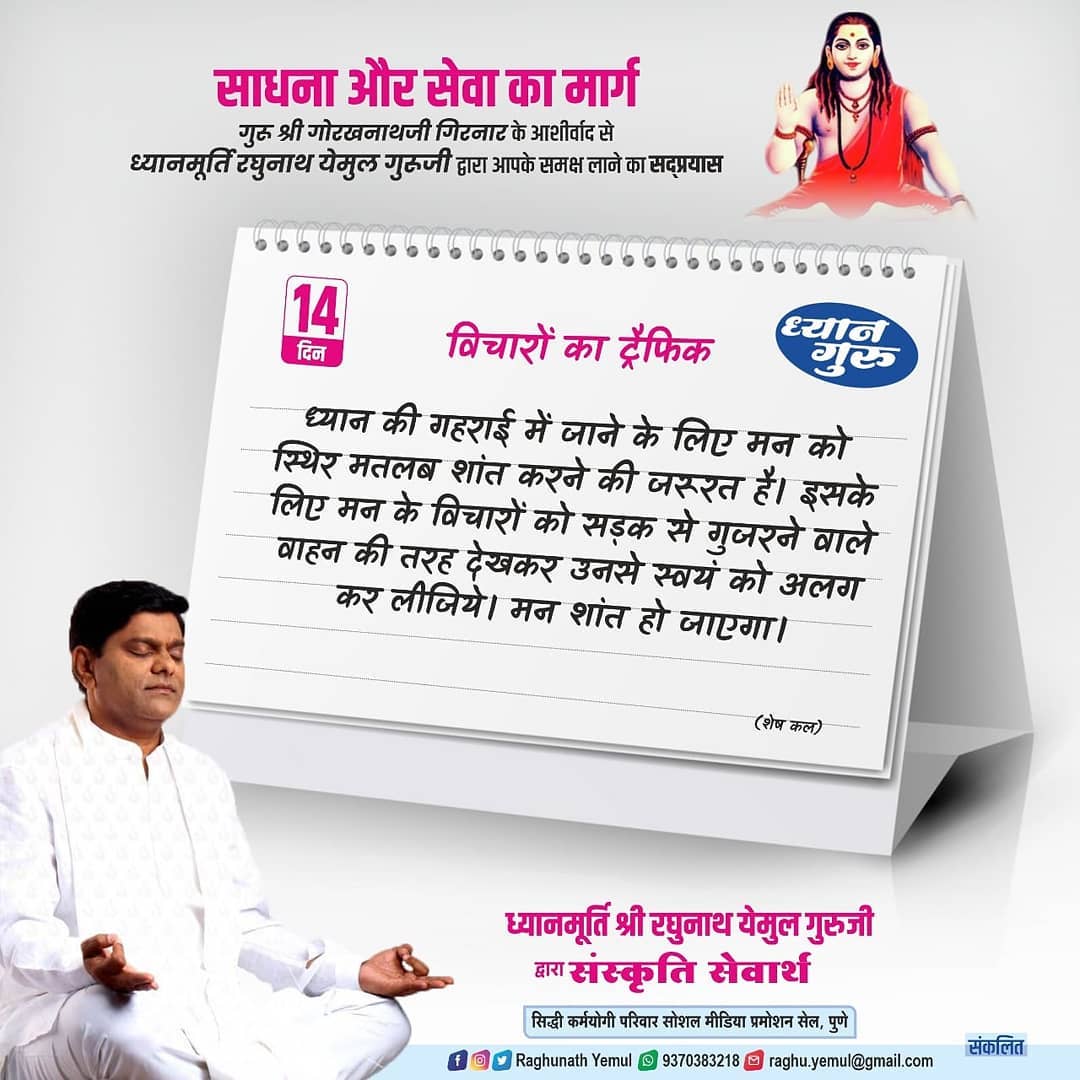 साधना और सेवा का मार्ग
गुरु श्री गोरखनाथजी गिरनार के आशीर्वाद से
ध्यानमूर्ति रघुनाथ येमुल गुरुजी द्वारा आपके समक्ष लाने का सद्प्रयास
14
दिन
विचारों का ट्रैफिक
ध्यान
गुरु
ध्यान की गहराई में जाने के लिए मन को
स्थिर मतलब शांत करने की जरूरत है। इसके
लिए मन के विचारों को सड़क से गुजरने वाले
वाहन की तरह देखकर उनसे स्वयं को अलग
कर लीजिये। मन शांत हो जाएगा।
(शेष कल)
ध्यानमूर्ति श्री रघुनाथ येमुल गुरुजी
द्वारा संस्कृति सेवार्थ
सिद्धी कर्मयोगी परिवार सोशल मीडिया प्रमोशन सेल, पुणे
संकलित
Raghunath Yemul 9370383218 raghu.yemul@gmail.com